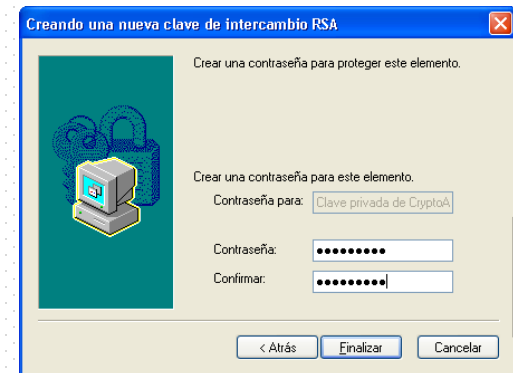 Creando una nueva clave de intercambio RSA
Crear una contraseña para proteger este elemento.
Crear una contraseña para este elemento.
Contraseña para: Clave privada de CryptoA
Contraseña: ●●●●●●●●●
Confirmar: ●●●●●●●●●
< Atrás Finalizar Cancelar